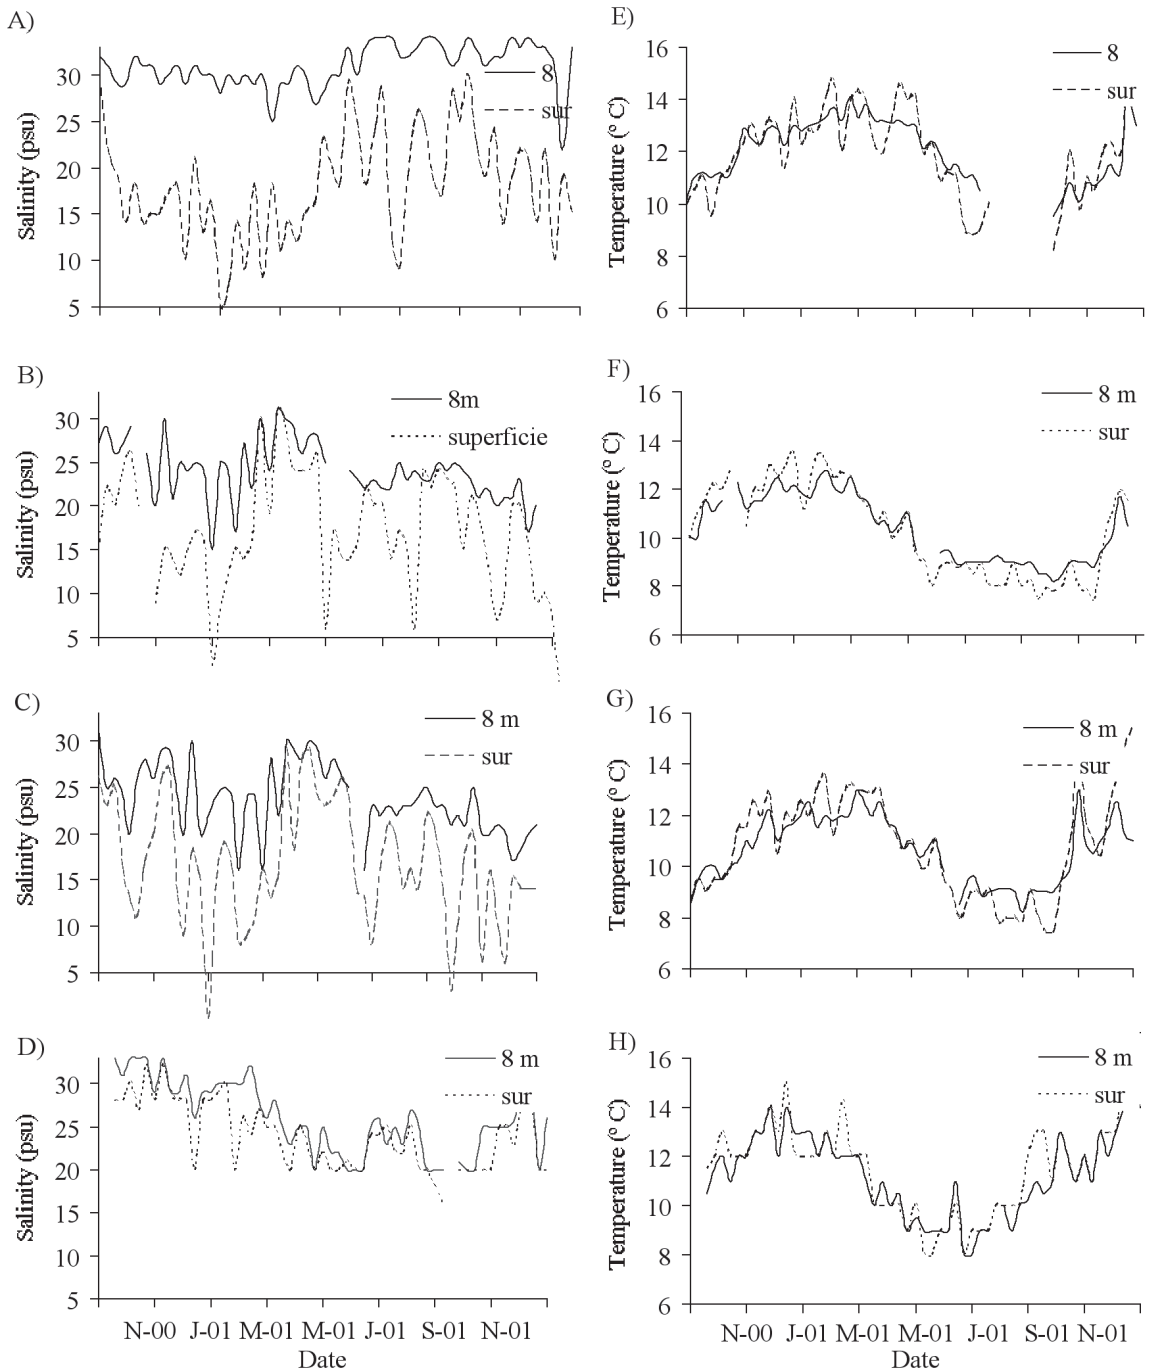 A)
Salinity (psu)
30
25
20
15
10
5
8
sur
E)
Temperature (º C)
16
14
12
10
8
6
8
sur
B)
Salinity (psu)
30
25
20
15
10
5
8m
superficie
F)
Temperature (º C)
16
14
12
10
8
6
8 m
sur
C)
Salinity (psu)
30
25
20
15
10
5
8 m
sur
G)
Temperature (º C)
16
14
12
10
8
6
8 m
sur
D)
Salinity (psu)
30
25
20
15
10
5
8 m
sur
N-00 J-01 M-01 M-01 J-01 S-01 N-01
Date
H)
Temperature (º C)
16
14
12
10
8
6
8 m
sur
N-00 J-01 M-01 M-01 J-01 S-01 N-01
Date